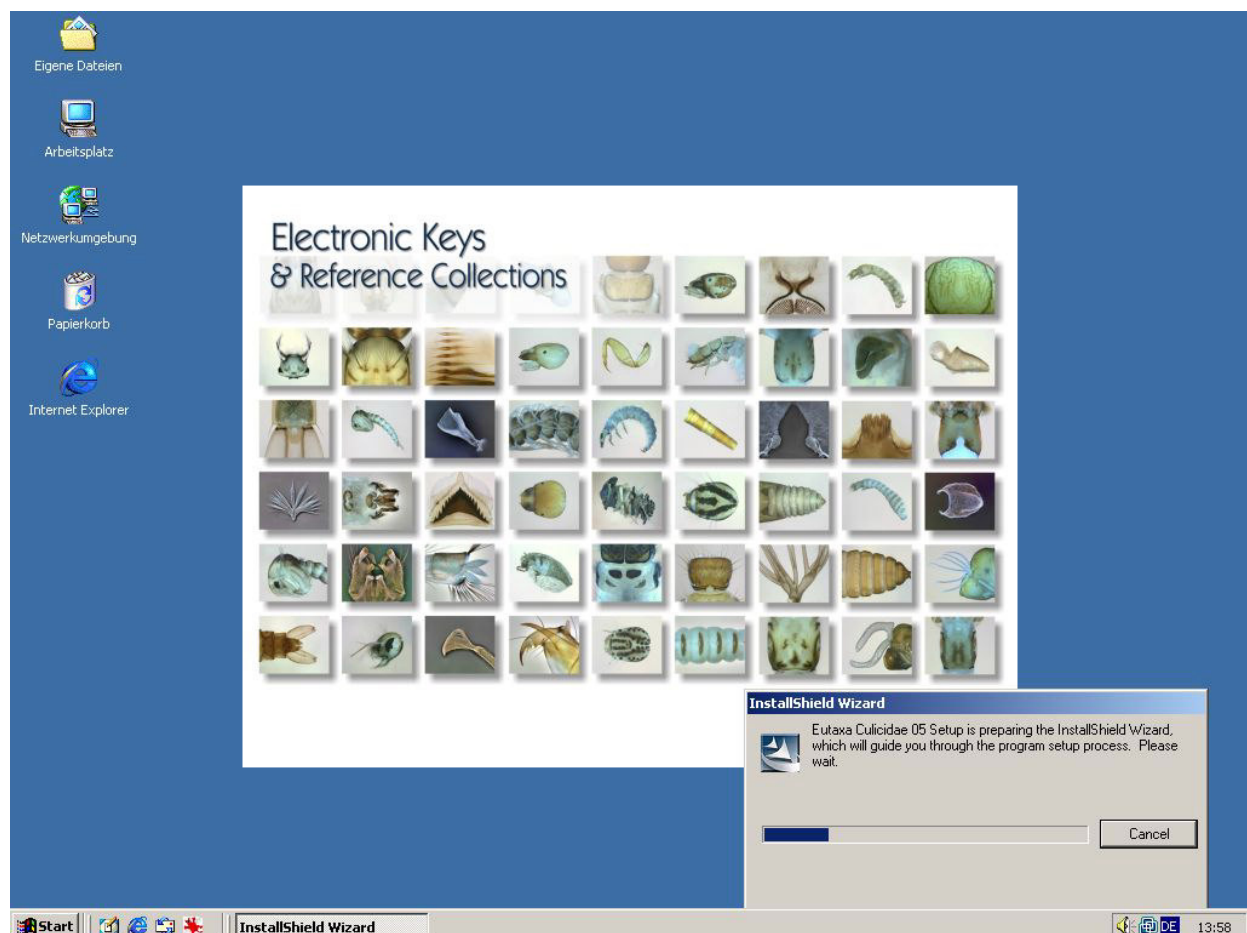 Eigene Dateien
Arbeitsplatz
Netzwerkumgebung
Papierkorb
Internet Explorer
Electronic Keys
& Reference Collections
InstallShield Wizard
Eutaxa Culicidae 05 Setup is preparing the InstallShield Wizard,
which will guide you through the program setup process. Please
wait.
Cancel
Start
InstallShield Wizard
DE
13:58